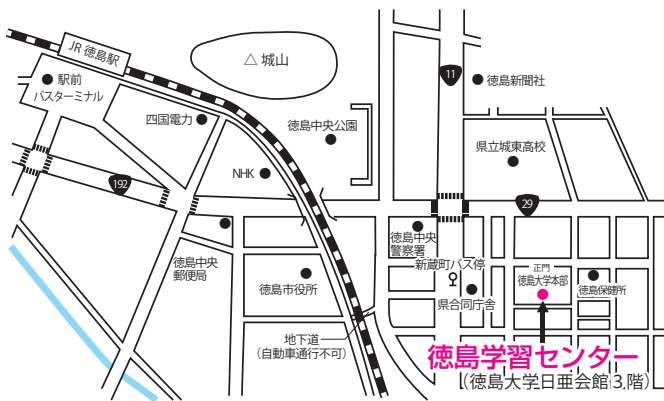 JR 徳島駅
△ 城山
11
徳島新聞社
駅前
バスターミナル
四国電力
徳島中央公園
県立城東高校
NHK
192
29
徳島中央
警察署
徳島中央
郵便局
新蔵町バス停
正門
徳島大学本部
徳島保健所
徳島市役所
県合同庁舎
地下道
(自動車通行不可)
徳島学習センター
(徳島大学日亜会館 3 階)